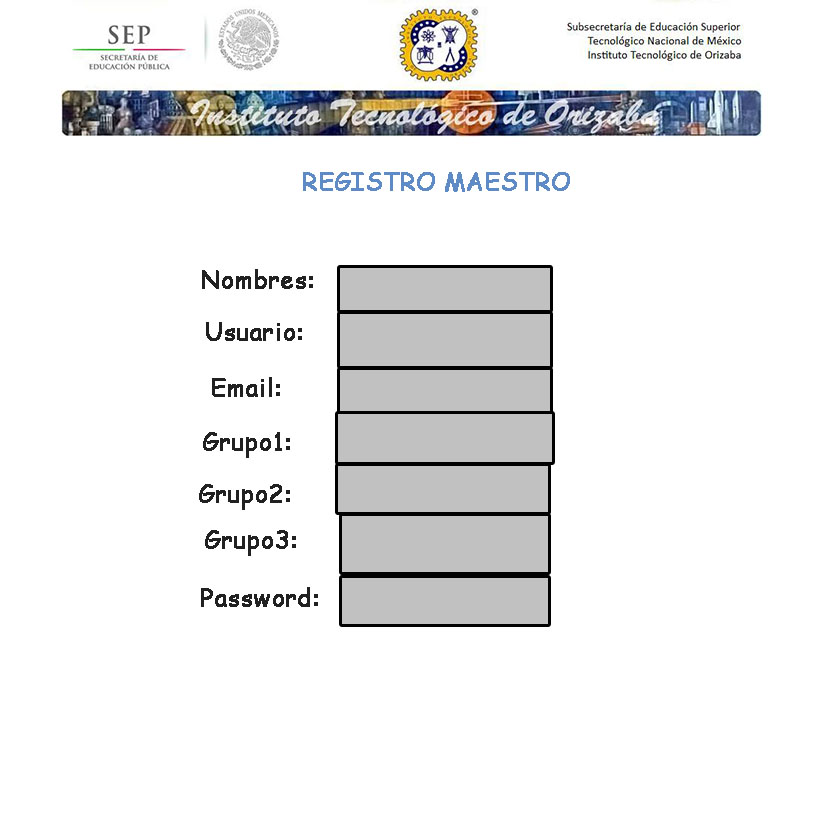 SEP
SECRETARÍA DE
EDUCACIÓN PÚBLICA
ESTADOS UNIDOS MEXICANOS
®
Subsecretaría de Educación Superior
Tecnológico Nacional de México
Instituto Tecnológico de Orizaba
Instituto Tecnológico de Orizaba
REGISTRO MAESTRO
Nombres:
Usuario:
Email:
Grupo1:
Grupo2:
Grupo3:
Password: